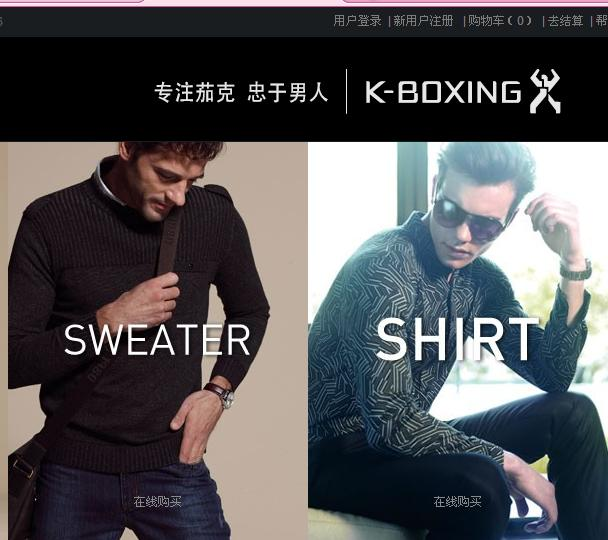 用户登录 | 新用户注册 | 购物车 ( 0 ) | 去结算 | 帮
专注茄克 忠于男人 K-BOXING
SWEATER
SHIRT
在线购买
在线购买